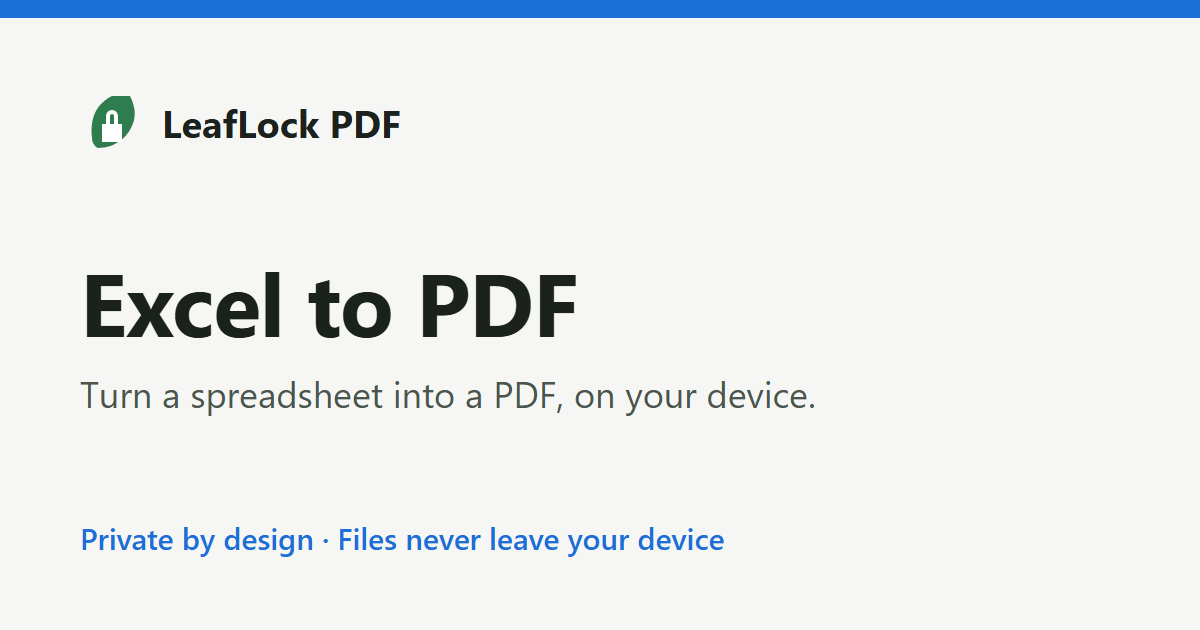 LeafLock PDF
Excel to PDF
Turn a spreadsheet into a PDF, on your device.
Private by design · Files never leave your device